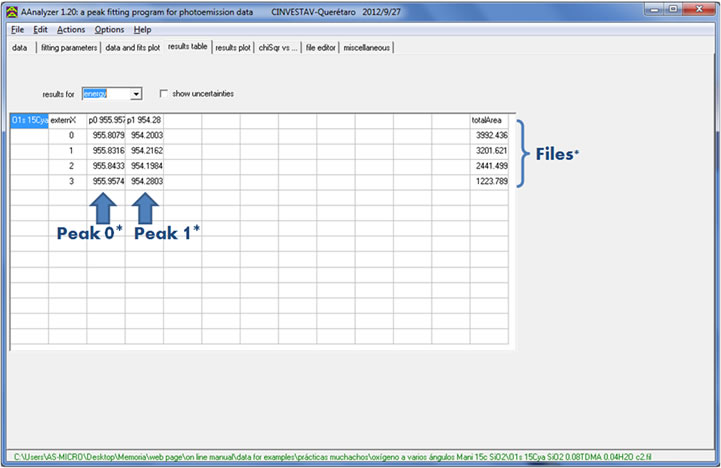 AAnalyzer 1.20: a peak fitting program for photoemission data CINVESTAV-Querétaro 2012/9/27
File Edit Actions Options Help
data fitting parameters data and fits plot results table results plot chiSqr vs ... file editor miscellaneous
results for energy show uncertainties
O1s 15Cya externX p0 955.957 p1 954.28 totalArea
0 955.8079 954.2003 3992.436
1 955.8316 954.2162 3201.621
2 955.8433 954.1984 2441.499
3 955.9574 954.2803 1223.789
Files*
Peak 0* Peak 1*
C:\Users\AS-MICRO\Desktop\Memoria\web page\on line manual\data for examples\prácticas muchachos\oxígeno a varios ángulos Mani 15c SiO2\O1s 15Cya SiO2 0.08TDMA 0.04H2O c2.fil